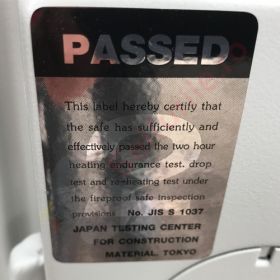 PASSED
This label hereby certify that
the safe has sufficiently and
effectively passed the two hour
heating endurance test. drop
test and re-heating test under
the fireproof safe inspection
provisions No. JIS S 1037
JAPAN TESTING CENTER
FOR CONSTRUCTION
MATERIAL, TOKYO